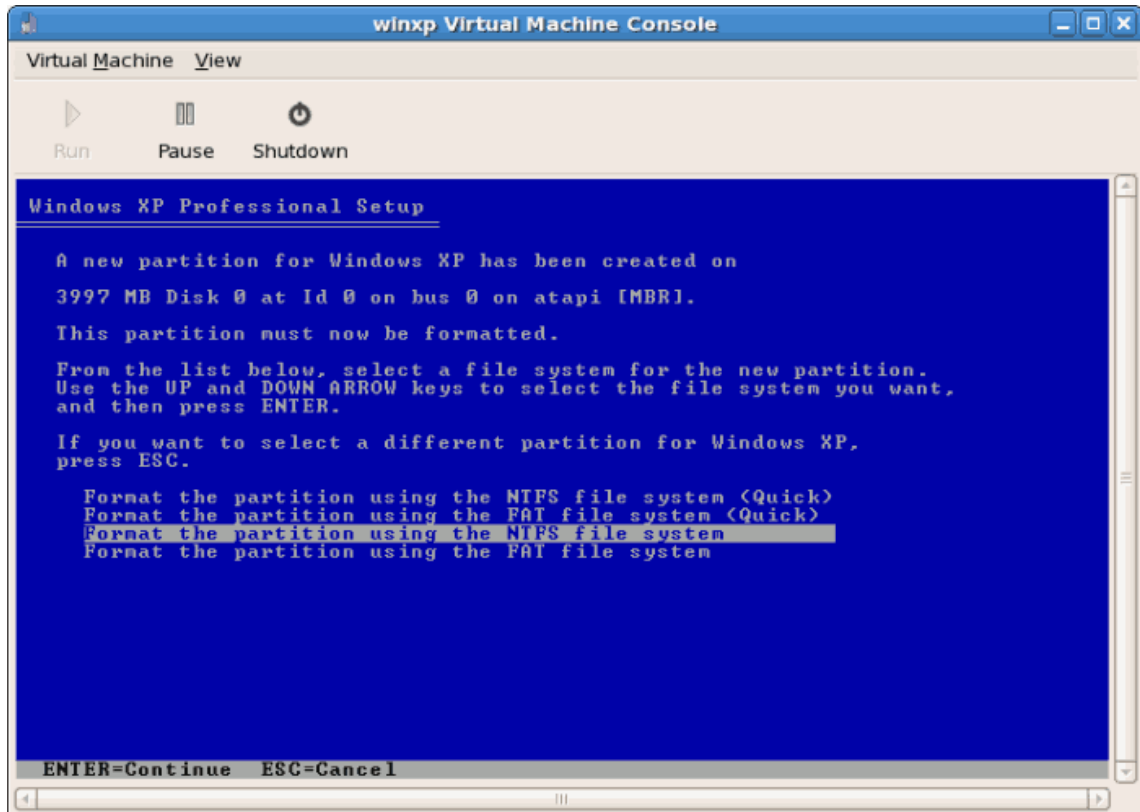 winxp Virtual Machine Console
Virtual Machine View
Run Pause Shutdown
Windows XP Professional Setup
A new partition for Windows XP has been created on
3997 MB Disk 0 at Id 0 on bus 0 on atapi [MBR].
This partition must now be formatted.
From the list below, select a file system for the new partition.
Use the UP and DOWN ARROW keys to select the file system you want,
and then press ENTER.
If you want to select a different partition for Windows XP,
press ESC.
Format the partition using the NTFS file system (Quick)
Format the partition using the FAT file system (Quick)
Format the partition using the NTFS file system
Format the partition using the FAT file system
ENTER=Continue ESC=Cancel